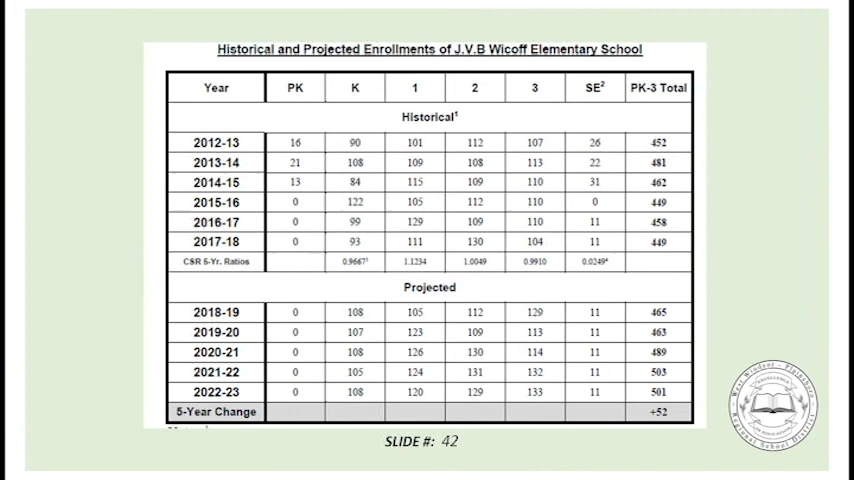 Historical and Projected Enrollments of J.V.B Wicoff Elementary School
Year PK K 1 2 3 SE² PK-3 Total
Historical¹
2012-13 16 90 101 112 107 26 452
2013-14 21 108 109 108 113 22 481
2014-15 13 84 115 109 110 31 462
2015-16 0 122 105 112 110 0 449
2016-17 0 99 129 109 110 11 458
2017-18 0 93 111 130 104 11 449
CSR 5-Yr. Ratios 0.9667³ 1.1234 1.0049 0.9910 0.0249⁴
Projected
2018-19 0 108 105 112 129 11 465
2019-20 0 107 123 109 113 11 463
2020-21 0 108 126 130 114 11 489
2021-22 0 105 124 131 132 11 503
2022-23 0 108 120 129 133 11 501
5-Year Change +52
West Windsor - Plainsboro
Regional School District
SLIDE #: 42